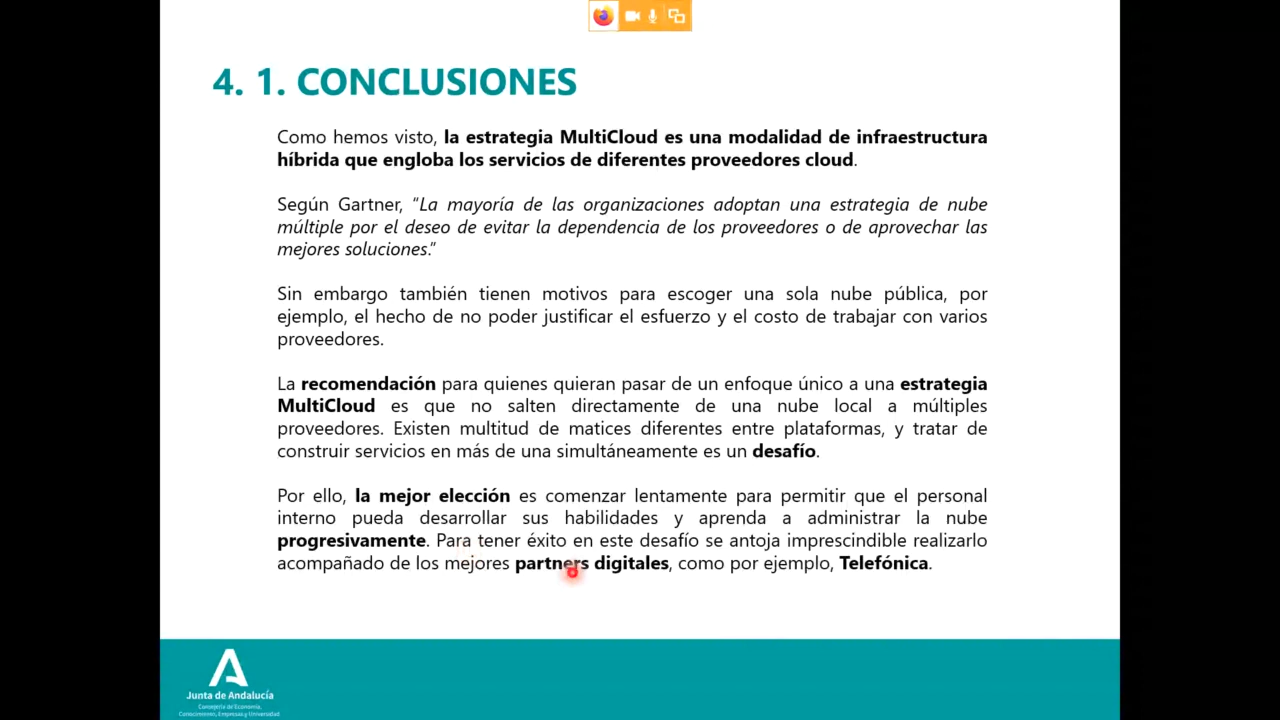 4. 1. CONCLUSIONES
Como hemos visto, la estrategia MultiCloud es una modalidad de infraestructura
híbrida que engloba los servicios de diferentes proveedores cloud.
Según Gartner, “La mayoría de las organizaciones adoptan una estrategia de nube
múltiple por el deseo de evitar la dependencia de los proveedores o de aprovechar las
mejores soluciones.”
Sin embargo también tienen motivos para escoger una sola nube pública, por
ejemplo, el hecho de no poder justificar el esfuerzo y el costo de trabajar con varios
proveedores.
La recomendación para quienes quieran pasar de un enfoque único a una estrategia
MultiCloud es que no salten directamente de una nube local a múltiples
proveedores. Existen multitud de matices diferentes entre plataformas, y tratar de
construir servicios en más de una simultáneamente es un desafío.
Por ello, la mejor elección es comenzar lentamente para permitir que el personal
interno pueda desarrollar sus habilidades y aprenda a administrar la nube
progresivamente. Para tener éxito en este desafío se antoja imprescindible realizarlo
acompañado de los mejores partners digitales, como por ejemplo, Telefónica.
Junta de Andalucía
Consejería de Economía,
Conocimiento, Empresas y Universidad